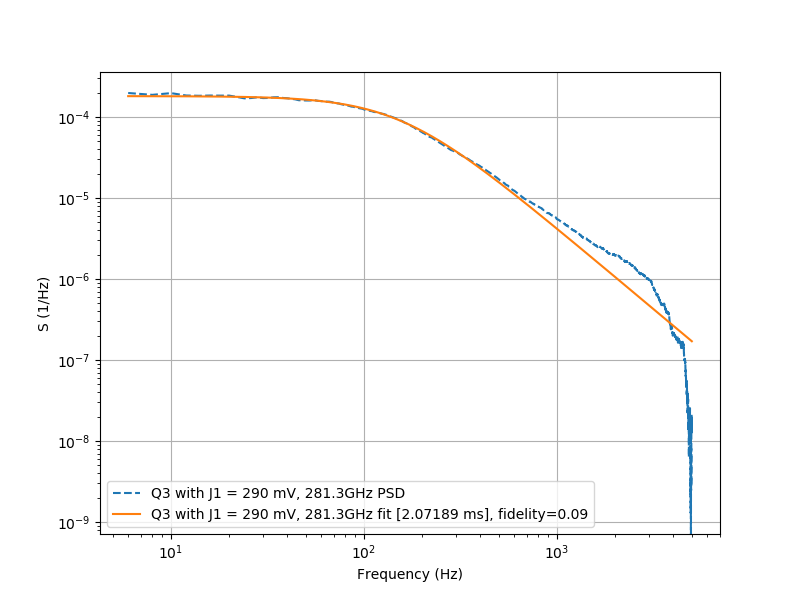 S (1/Hz)
10⁻⁴
10⁻⁵
10⁻⁶
10⁻⁷
10⁻⁸
10⁻⁹
Q3 with J1 = 290 mV, 281.3GHz PSD
Q3 with J1 = 290 mV, 281.3GHz fit [2.07189 ms], fidelity=0.09
10¹ 10² 10³
Frequency (Hz)